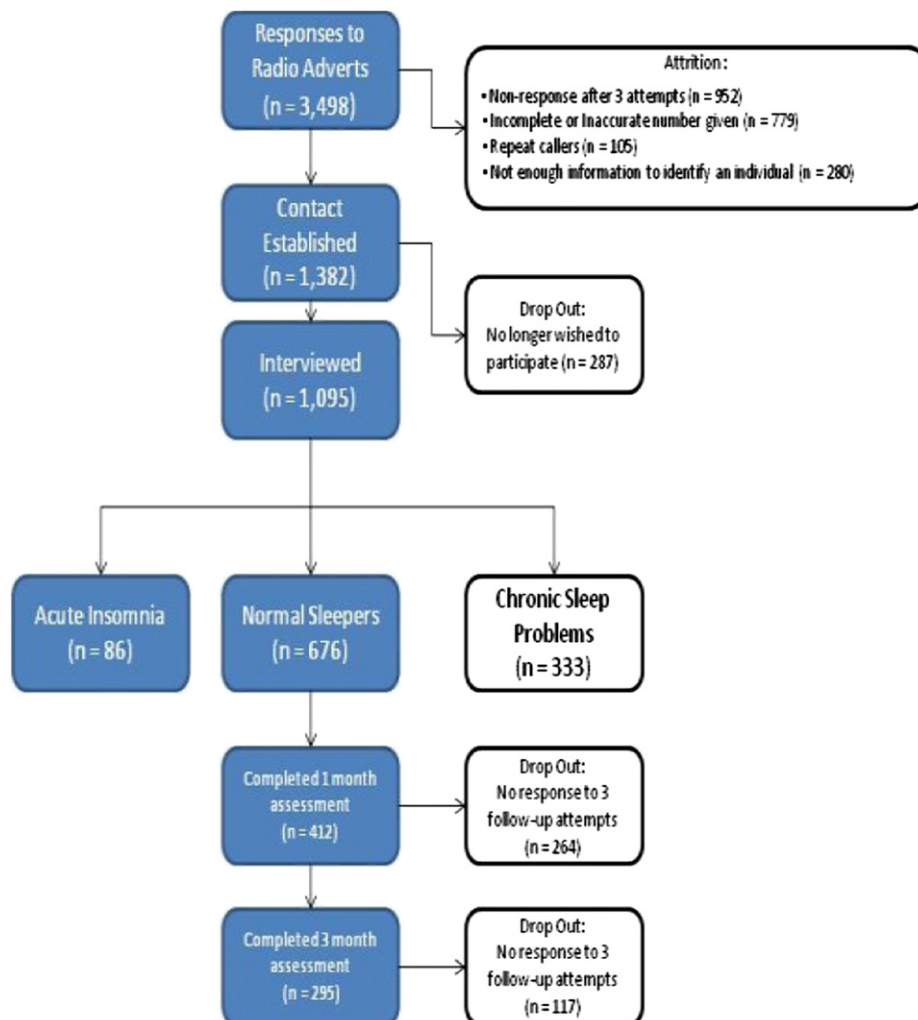 Responses to
Radio Adverts
(n = 3,498)
Attrition :
•Non-response after 3 attempts (n = 952)
•Incomplete or Inaccurate number given (n = 779)
•Repeat callers (n = 105)
•Not enough information to identify an individual (n = 280)
Contact
Established
(n = 1,382)
Drop Out:
No longer wished to
participate (n = 287)
Interviewed
(n = 1,095)
Acute Insomnia
(n = 86)
Normal Sleepers
(n = 676)
Chronic Sleep
Problems
(n = 333)
Completed 1 month
assessment
(n = 412)
Drop Out:
No response to 3
follow-up attempts
(n = 264)
Completed 3 month
assessment
(n = 295)
Drop Out:
No response to 3
follow-up attempts
(n = 117)